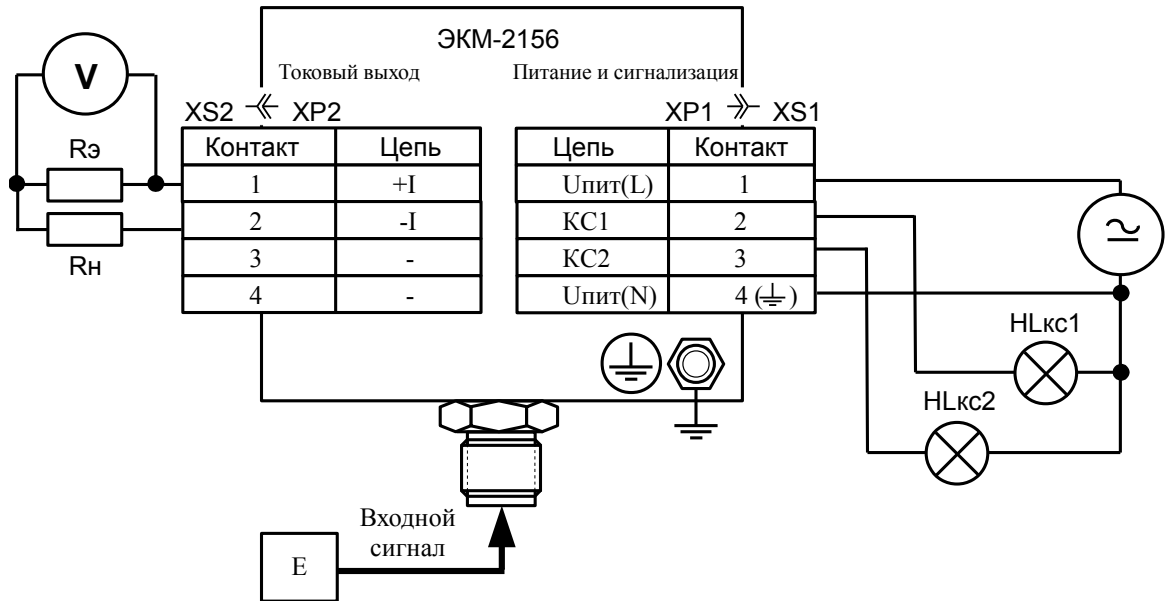 ЭКМ-2156
Токовый выход
Питание и сигнализация
V
XS2
XP2
XP1
XS1
Rэ
Контакт Цепь
1 +I
2 -I
3 -
4 -
Rн
Цепь Контакт
Uпит(L) 1
КС1 2
КС2 3
Uпит(N) 4 ( )
HLкс1
HLкс2
Входной
сигнал
E